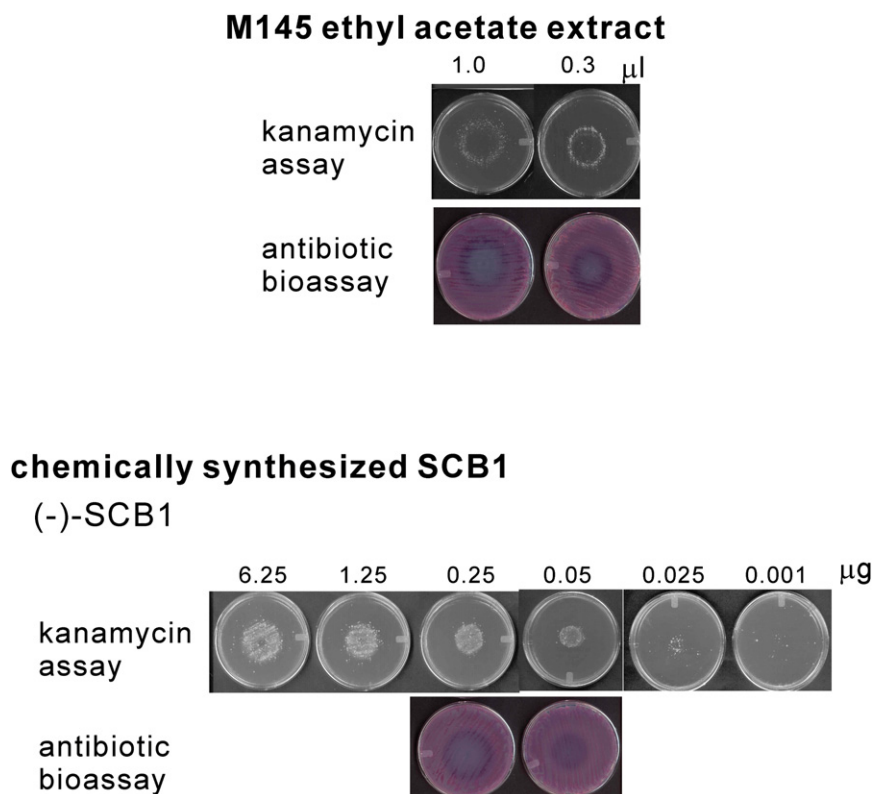 M145 ethyl acetate extract
1.0 0.3 μl
kanamycin
assay
antibiotic
bioassay
chemically synthesized SCB1
(-)-SCB1
6.25 1.25 0.25 0.05 0.025 0.001 μg
kanamycin
assay
antibiotic
bioassay